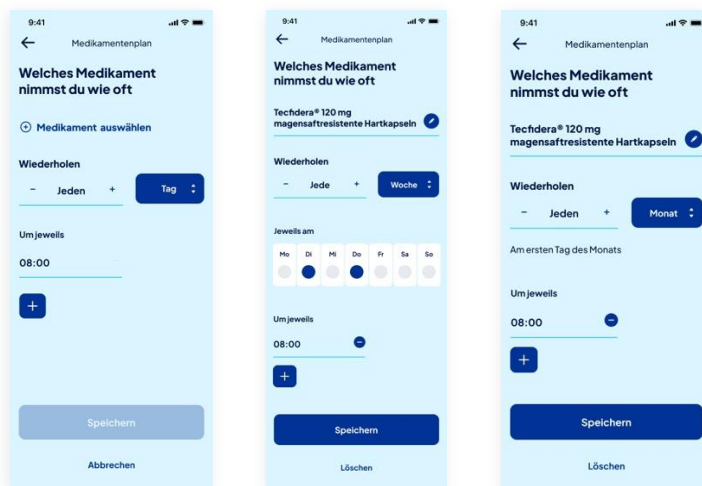 9:41
Medikamentenplan
Welches Medikament
nimmst du wie oft
Medikament auswählen
Wiederholen
− Jeden + Tag
Um jeweils
08:00
+
Speichern
Abbrechen
9:41
Medikamentenplan
Welches Medikament
nimmst du wie oft
Tecfidera® 120 mg
magensaftresistente Hartkapseln
Wiederholen
− Jede + Woche
Jeweils am
Mo Di Mi Do Fr Sa So
Um jeweils
08:00
+
Speichern
Löschen
9:41
Medikamentenplan
Welches Medikament
nimmst du wie oft
Tecfidera® 120 mg
magensaftresistente Hartkapseln
Wiederholen
− Jeden + Monat
Am ersten Tag des Monats
Um jeweils
08:00
+
Speichern
Löschen